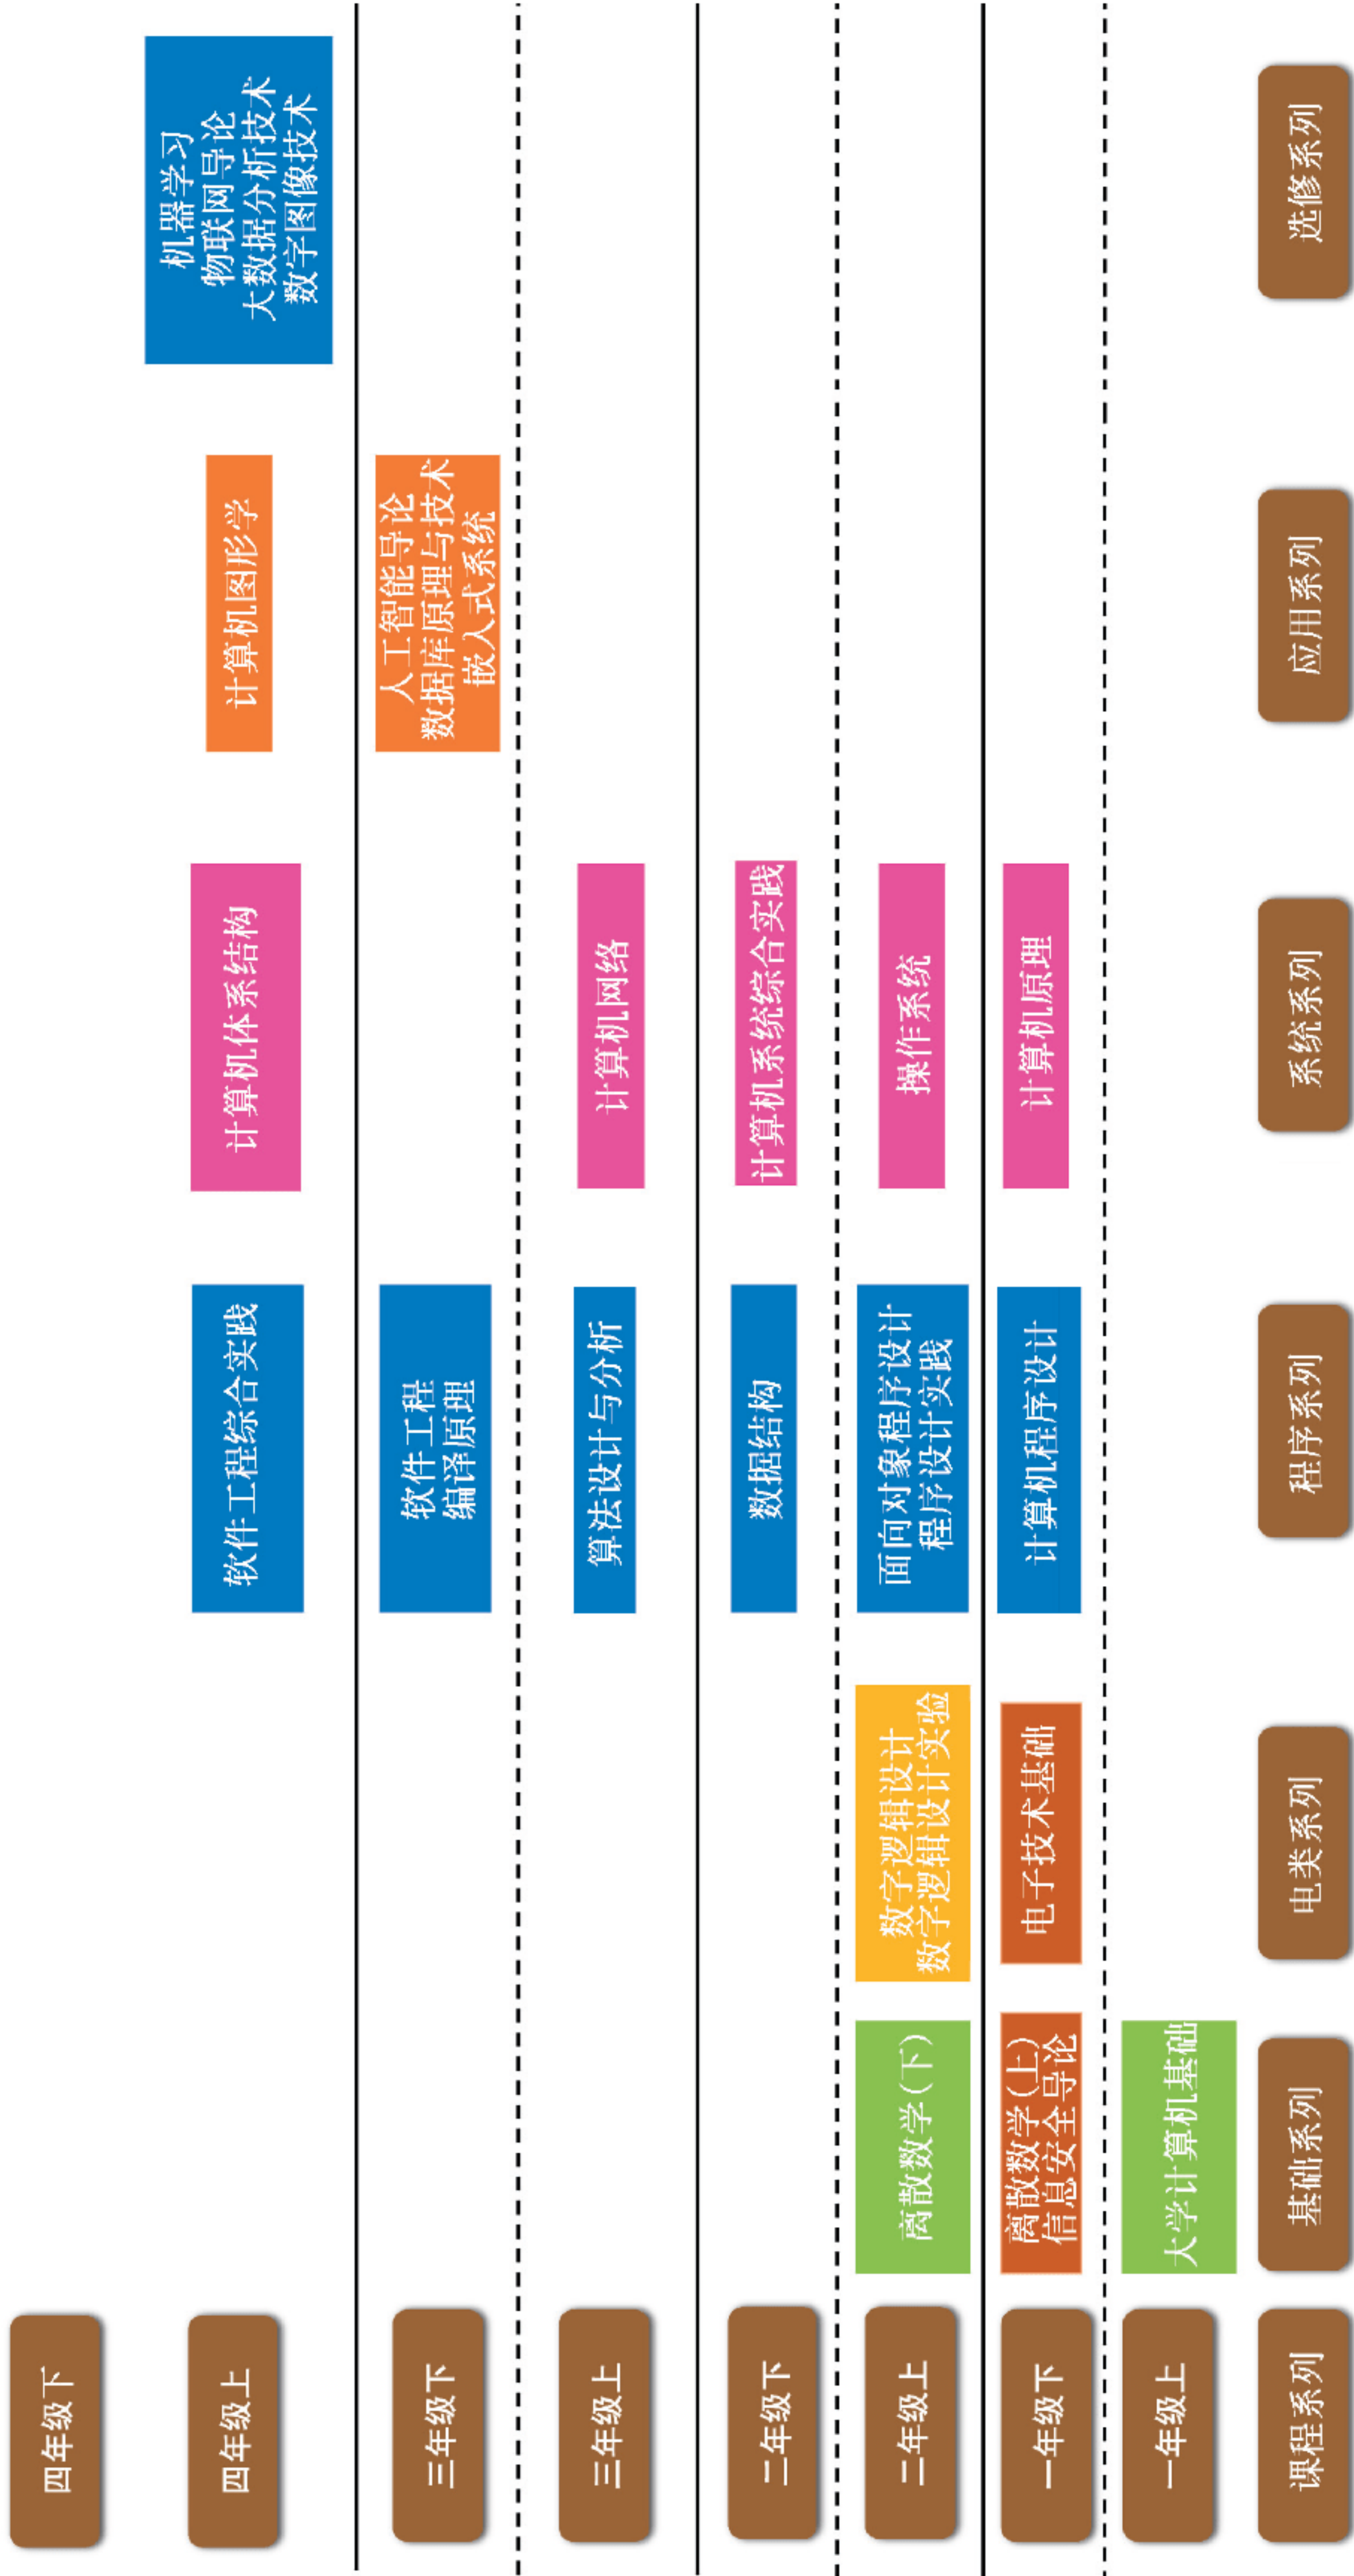 四年级下
四年级上
软件工程综合实践
计算机体系结构
计算机图形学
机器学习
物联网导论
大数据分析技术
数字图像技术
三年级下
软件工程
编译原理
人工智能导论
数据库原理与技术
嵌入式系统
三年级上
算法设计与分析
计算机网络
二年级下
数据结构
计算机系统综合实践
二年级上
离散数学(下)
数字逻辑设计
数字逻辑设计实验
面向对象程序设计
程序设计实践
操作系统
一年级下
离散数学(上)
信息安全导论
电子技术基础
计算机程序设计
计算机原理
一年级上
大学计算机基础
课程系列
基础系列
电类系列
程序系列
系统系列
应用系列
选修系列